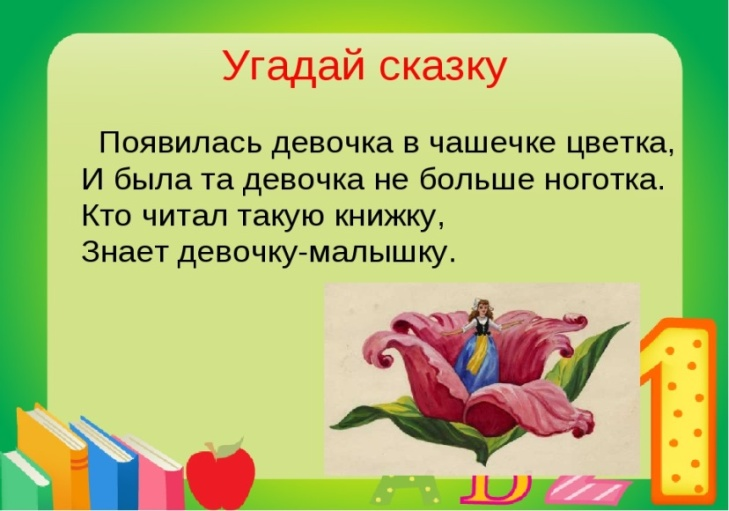 Угадай сказку
Появилась девочка в чашечке цветка,
И была та девочка не больше ноготка.
Кто читал такую книжку,
Знает девочку-малышку.
1